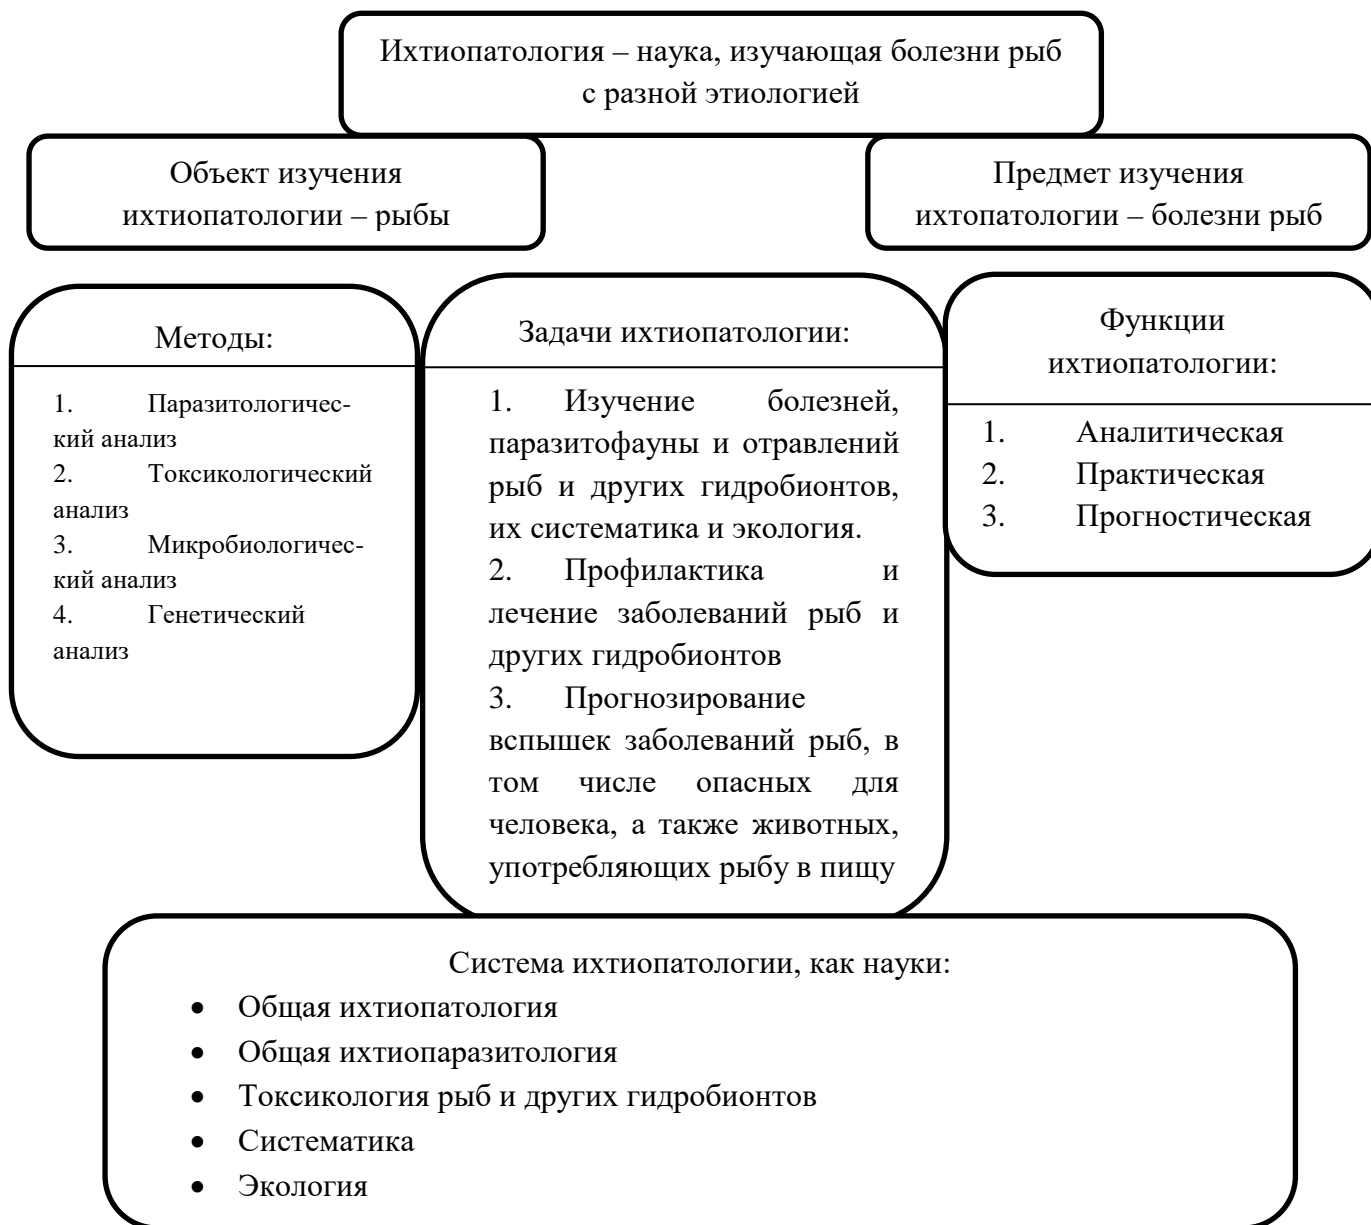 Ихтиопатология – наука, изучающая болезни рыб
с разной этиологией
Объект изучения
ихтиопатологии – рыбы
Предмет изучения
ихтопатологии – болезни рыб
Методы:
1. Паразитологичес-
кий анализ
2. Токсикологический
анализ
3. Микробиологичес-
кий анализ
4. Генетический
анализ
Задачи ихтиопатологии:
1. Изучение болезней,
паразитофауны и отравлений
рыб и других гидробионтов,
их систематика и экология.
2. Профилактика и
лечение заболеваний рыб и
других гидробионтов
3. Прогнозирование
вспышек заболеваний рыб, в
том числе опасных для
человека, а также животных,
употребляющих рыбу в пищу
Функции
ихтиопатологии:
1. Аналитическая
2. Практическая
3. Прогностическая
Система ихтиопатологии, как науки:
• Общая ихтиопатология
• Общая ихтиопаразитология
• Токсикология рыб и других гидробионтов
• Систематика
• Экология